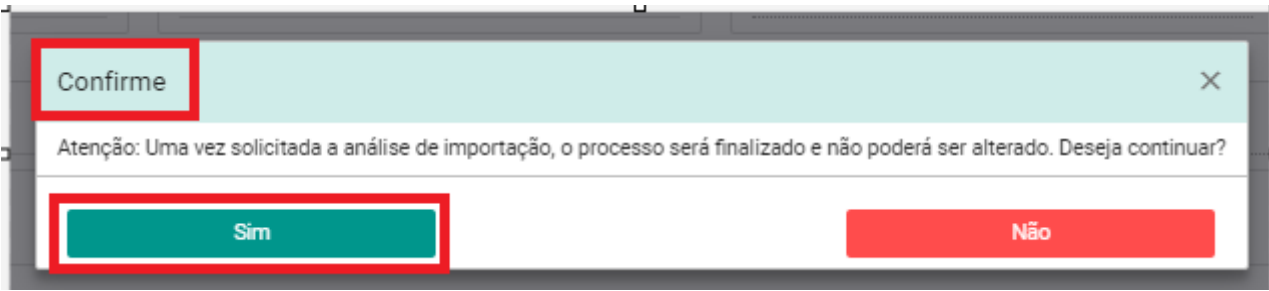 Confirme
Atenção: Uma vez solicitada a análise de importação, o processo será finalizado e não poderá ser alterado. Deseja continuar?
Sim Não